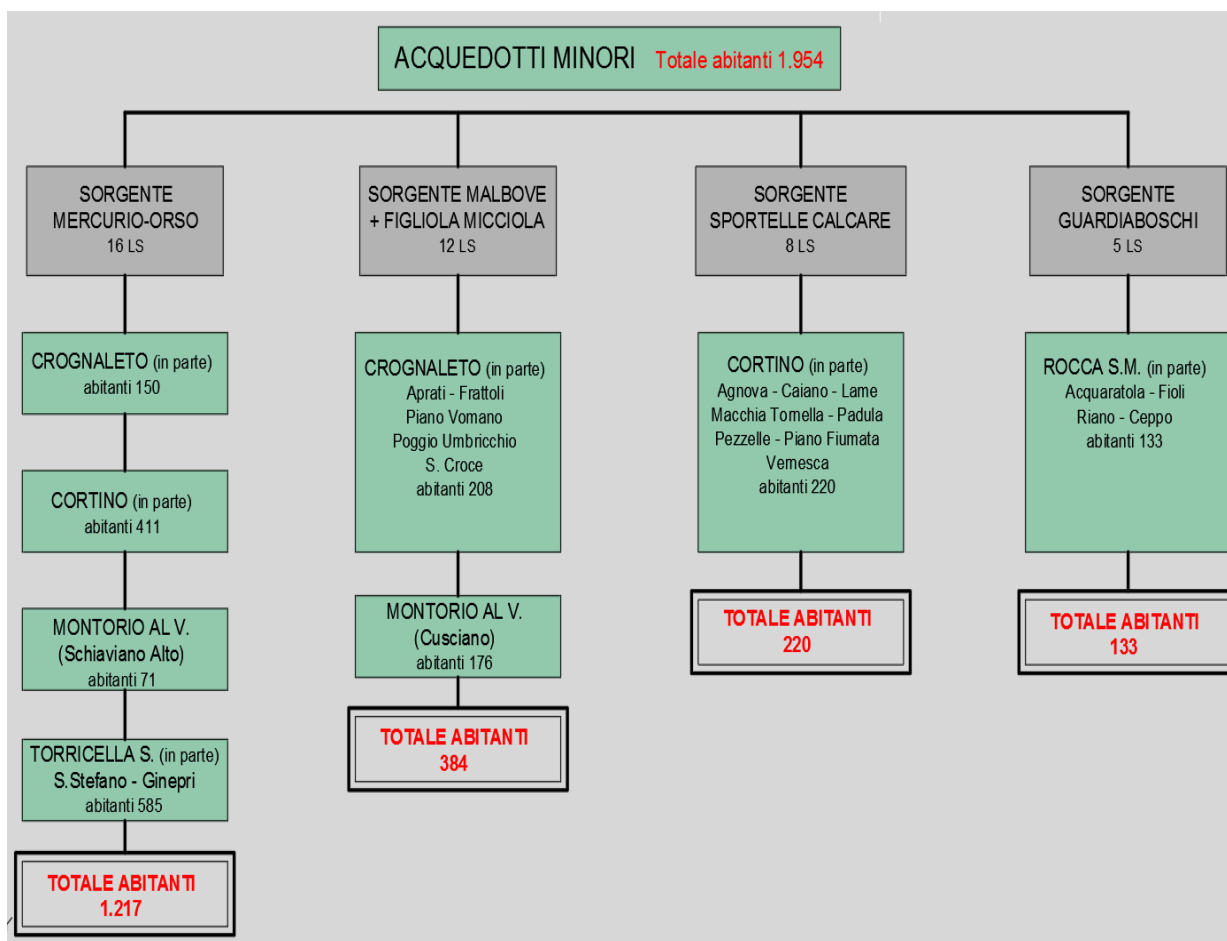 ACQUEDOTTI MINORI Totale abitanti 1.954
SORGENTE
MERCURIO-ORSO
16 LS
CROGNALETO (in parte)
abitanti 150
CORTINO (in parte)
abitanti 411
MONTORIO AL V.
(Schiaviano Alto)
abitanti 71
TORRICELLA S. (in parte)
S.Stefano - Ginepri
abitanti 585
TOTALE ABITANTI
1.217
SORGENTE MALBOVE
+ FIGLIOLA MICCIOLA
12 LS
CROGNALETO (in parte)
Aprati - Frattoli
Piano Vomano
Poggio Umbricchio
S. Croce
abitanti 208
MONTORIO AL V.
(Cusciano)
abitanti 176
TOTALE ABITANTI
384
SORGENTE
SPORTELLE CALCARE
8 LS
CORTINO (in parte)
Agnova - Caiano - Lame
Macchia Tornella - Padula
Pezzelle - Piano Fiumata
Vernesca
abitanti 220
TOTALE ABITANTI
220
SORGENTE
GUARDIABOSCHI
5 LS
ROCCA S.M. (in parte)
Acquaratola - Fioli
Riano - Ceppo
abitanti 133
TOTALE ABITANTI
133